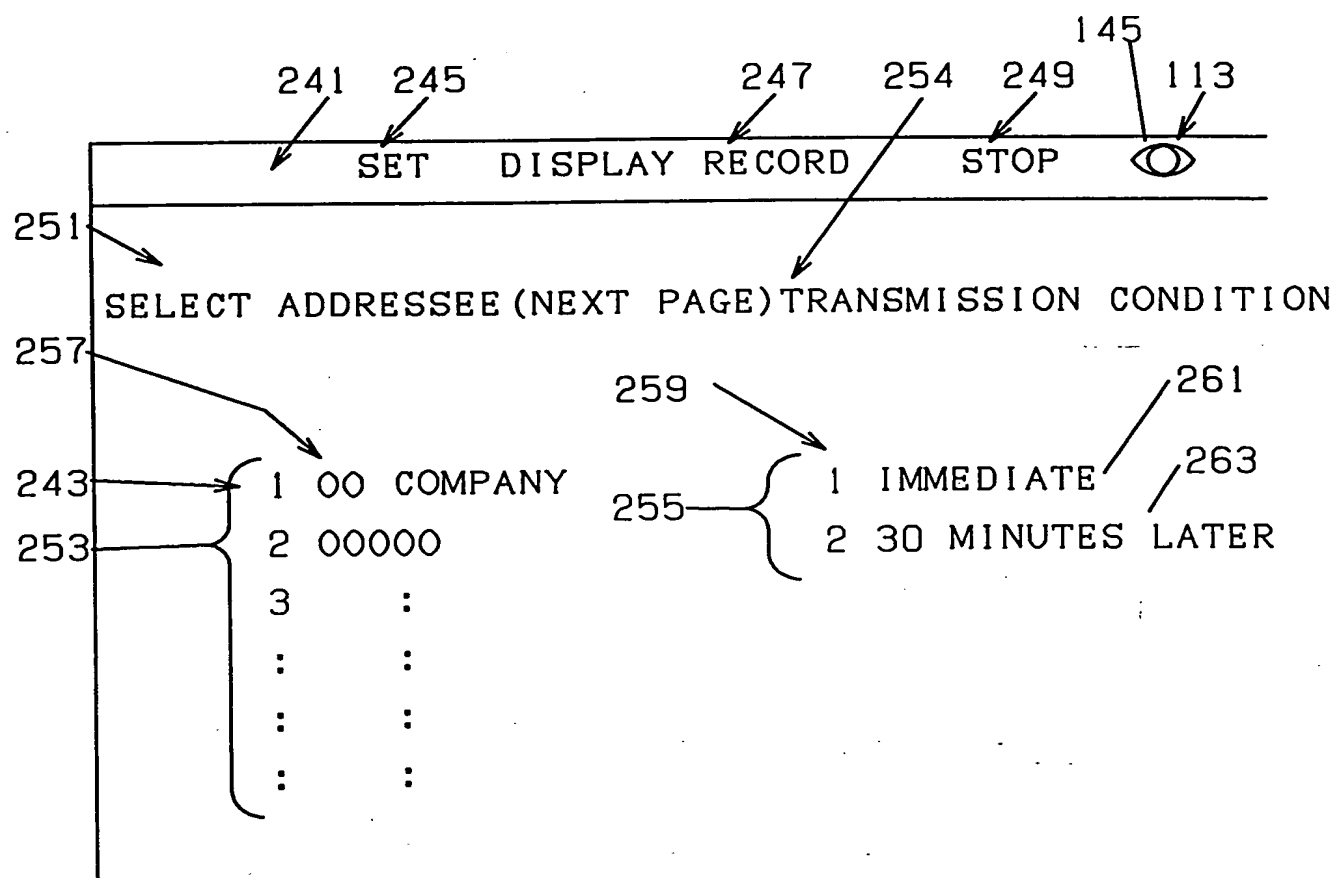 145
241 245 247 254 249 113
SET DISPLAY RECORD STOP
251
SELECT ADDRESSEE (NEXT PAGE) TRANSMISSION CONDITION
257
259 261
243 1 OO COMPANY 1 IMMEDIATE 263
255
253 2 OOOOO 2 30 MINUTES LATER
3 :
: :
: :
: :